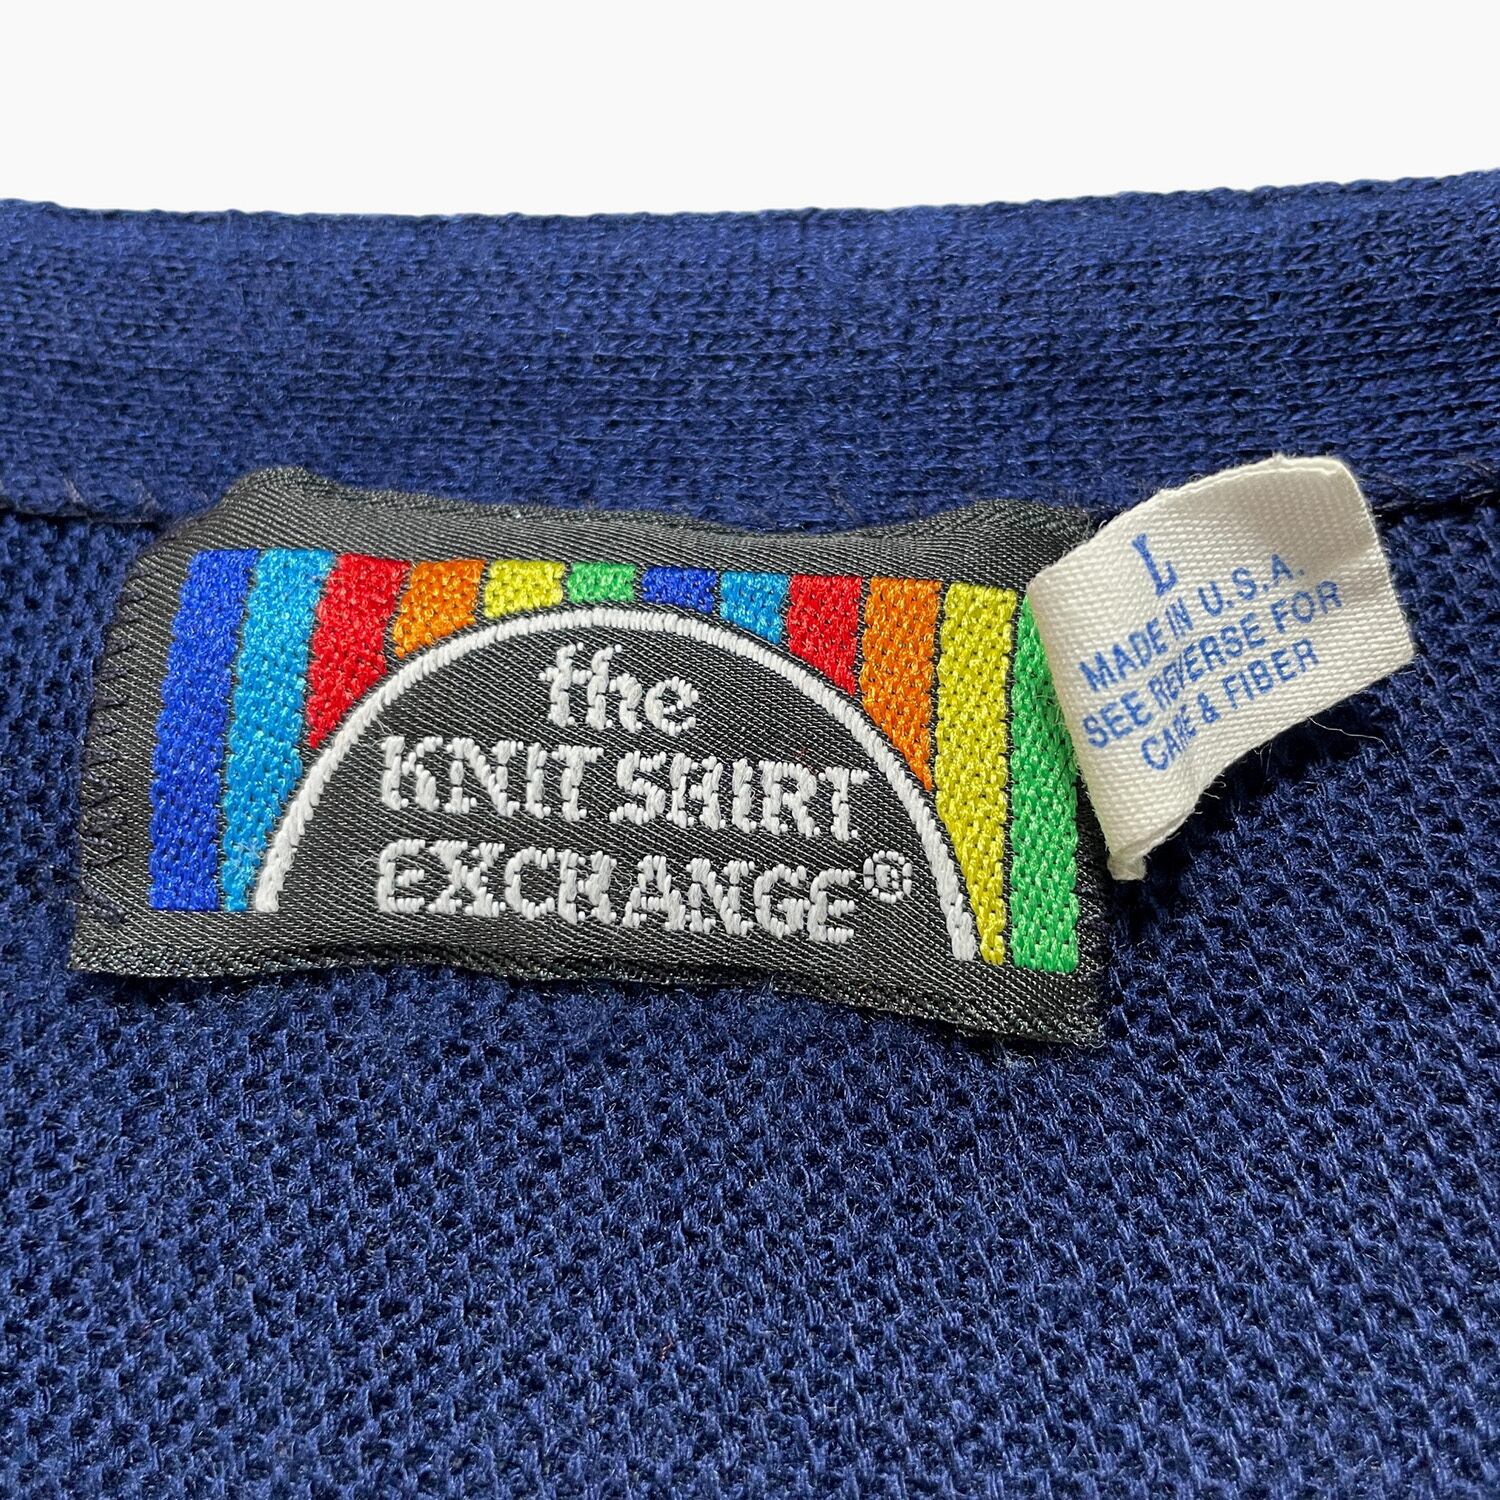 the
KNIT SHIRT
EXCHANGE®
L
MADE IN U.S.A.
SEE REVERSE FOR
CARE & FIBER